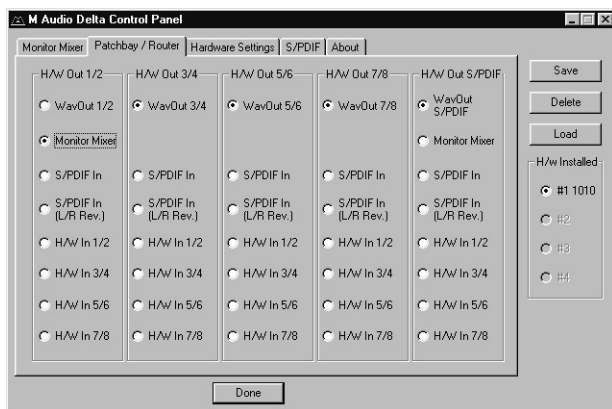 M Audio Delta Control Panel
Monitor Mixer Patchbay / Router Hardware Settings S/PDIF About
H/W Out 1/2 H/W Out 3/4 H/W Out 5/6 H/W Out 7/8 H/W Out S/PDIF
WavOut 1/2 WavOut 3/4 WavOut 5/6 WavOut 7/8 WavOut S/PDIF
Monitor Mixer Monitor Mixer
S/PDIF In S/PDIF In S/PDIF In S/PDIF In S/PDIF In
S/PDIF In (L/R Rev.) S/PDIF In (L/R Rev.) S/PDIF In (L/R Rev.) S/PDIF In (L/R Rev.) S/PDIF In (L/R Rev.)
H/W In 1/2 H/W In 1/2 H/W In 1/2 H/W In 1/2 H/W In 1/2
H/W In 3/4 H/W In 3/4 H/W In 3/4 H/W In 3/4 H/W In 3/4
H/W In 5/6 H/W In 5/6 H/W In 5/6 H/W In 5/6 H/W In 5/6
H/W In 7/8 H/W In 7/8 H/W In 7/8 H/W In 7/8 H/W In 7/8
Save
Delete
Load
H/w Installed
#1 1010
#2
#3
#4
Done